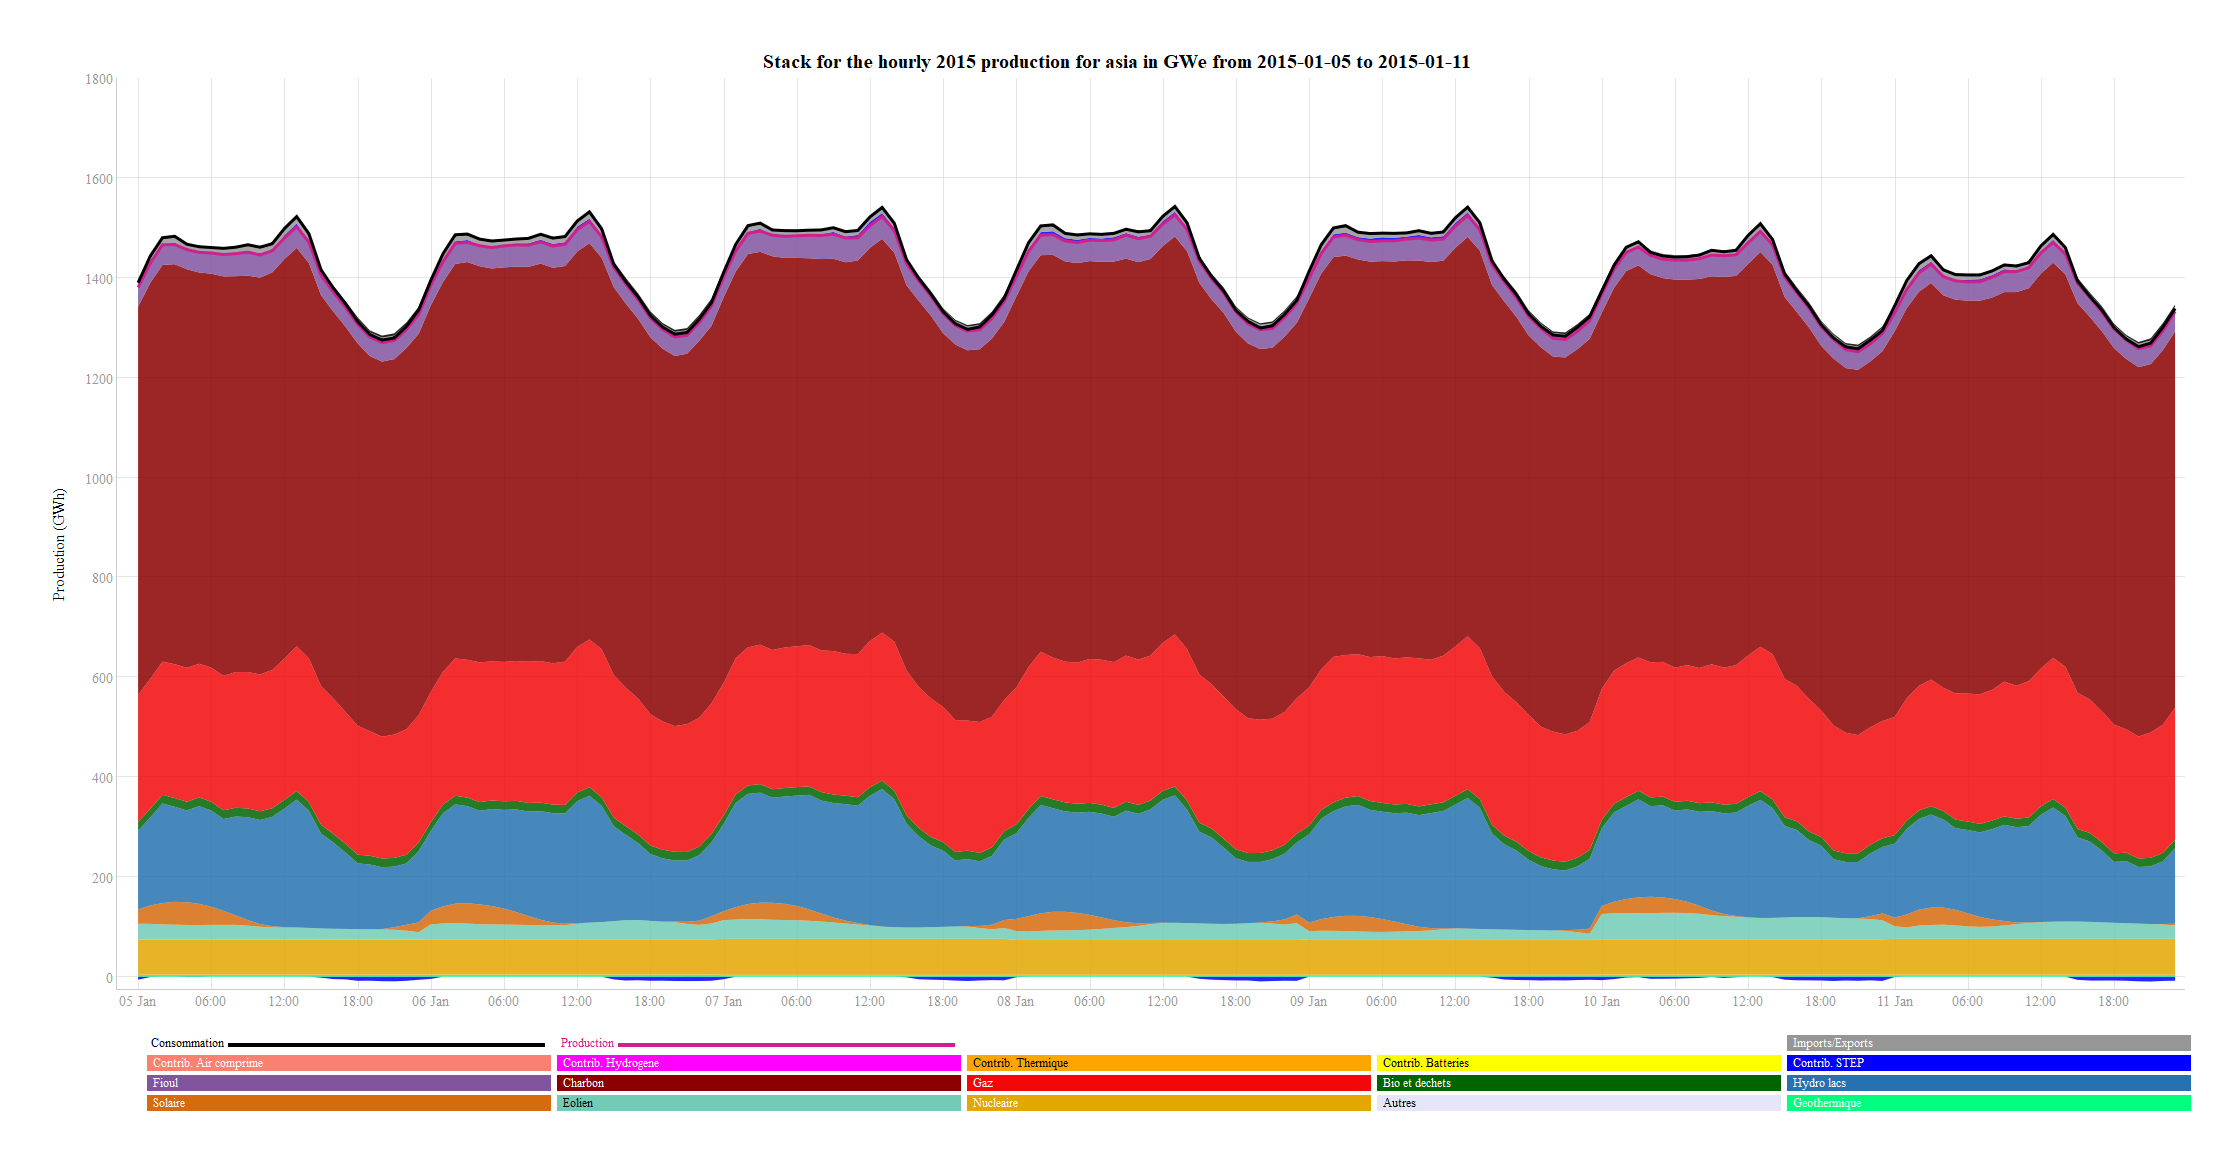 Stack for the hourly 2015 production for asia in GWe from 2015-01-05 to 2015-01-11
1800
1600
1400
1200
1000
800
600
400
200
0
Production (GWh)
05 Jan 06:00 12:00 18:00 06 Jan 06:00 12:00 18:00 07 Jan 06:00 12:00 18:00 08 Jan 06:00 12:00 18:00 09 Jan 06:00 12:00 18:00 10 Jan 06:00 12:00 18:00 11 Jan 06:00 12:00 18:00
Consommation Production Imports/Exports
Contrib. Air comprime Contrib. Hydrogene Contrib. Thermique Contrib. Batteries Contrib. STEP
Fioul Charbon Gaz Bio et dechets Hydro lacs
Solaire Eolien Nucleaire Autres Geothermique